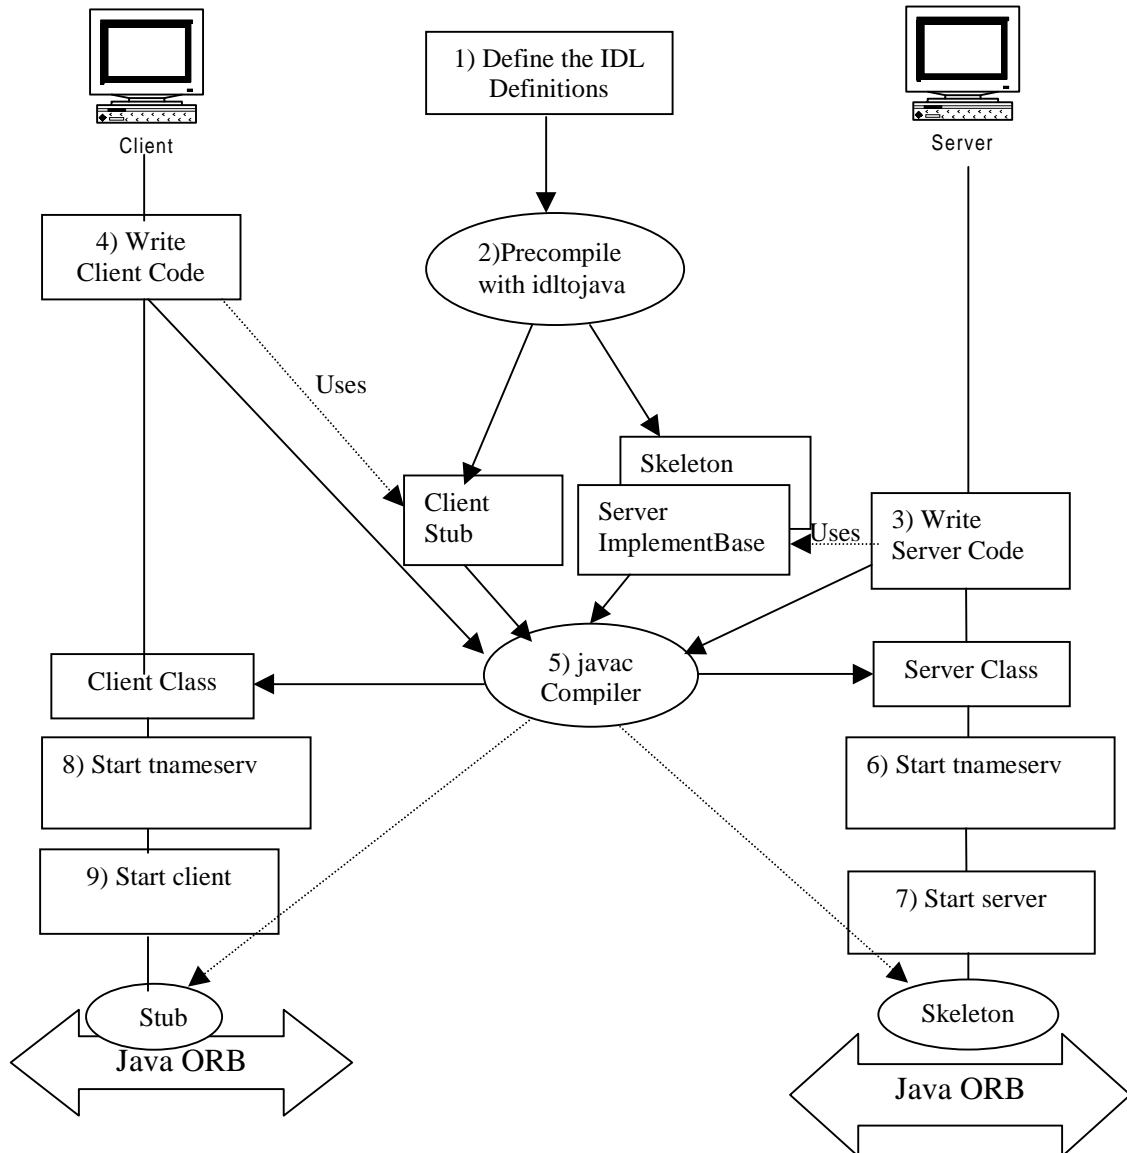 1) Define the IDL
Definitions
Client
Server
4) Write
Client Code
2)Precompile
with idltojava
Uses
Skeleton
Client
Stub
Server
ImplementBase
Uses
3) Write
Server Code
5) javac
Compiler
Client Class
Server Class
8) Start tnameserv
6) Start tnameserv
9) Start client
7) Start server
Stub
Skeleton
Java ORB
Java ORB